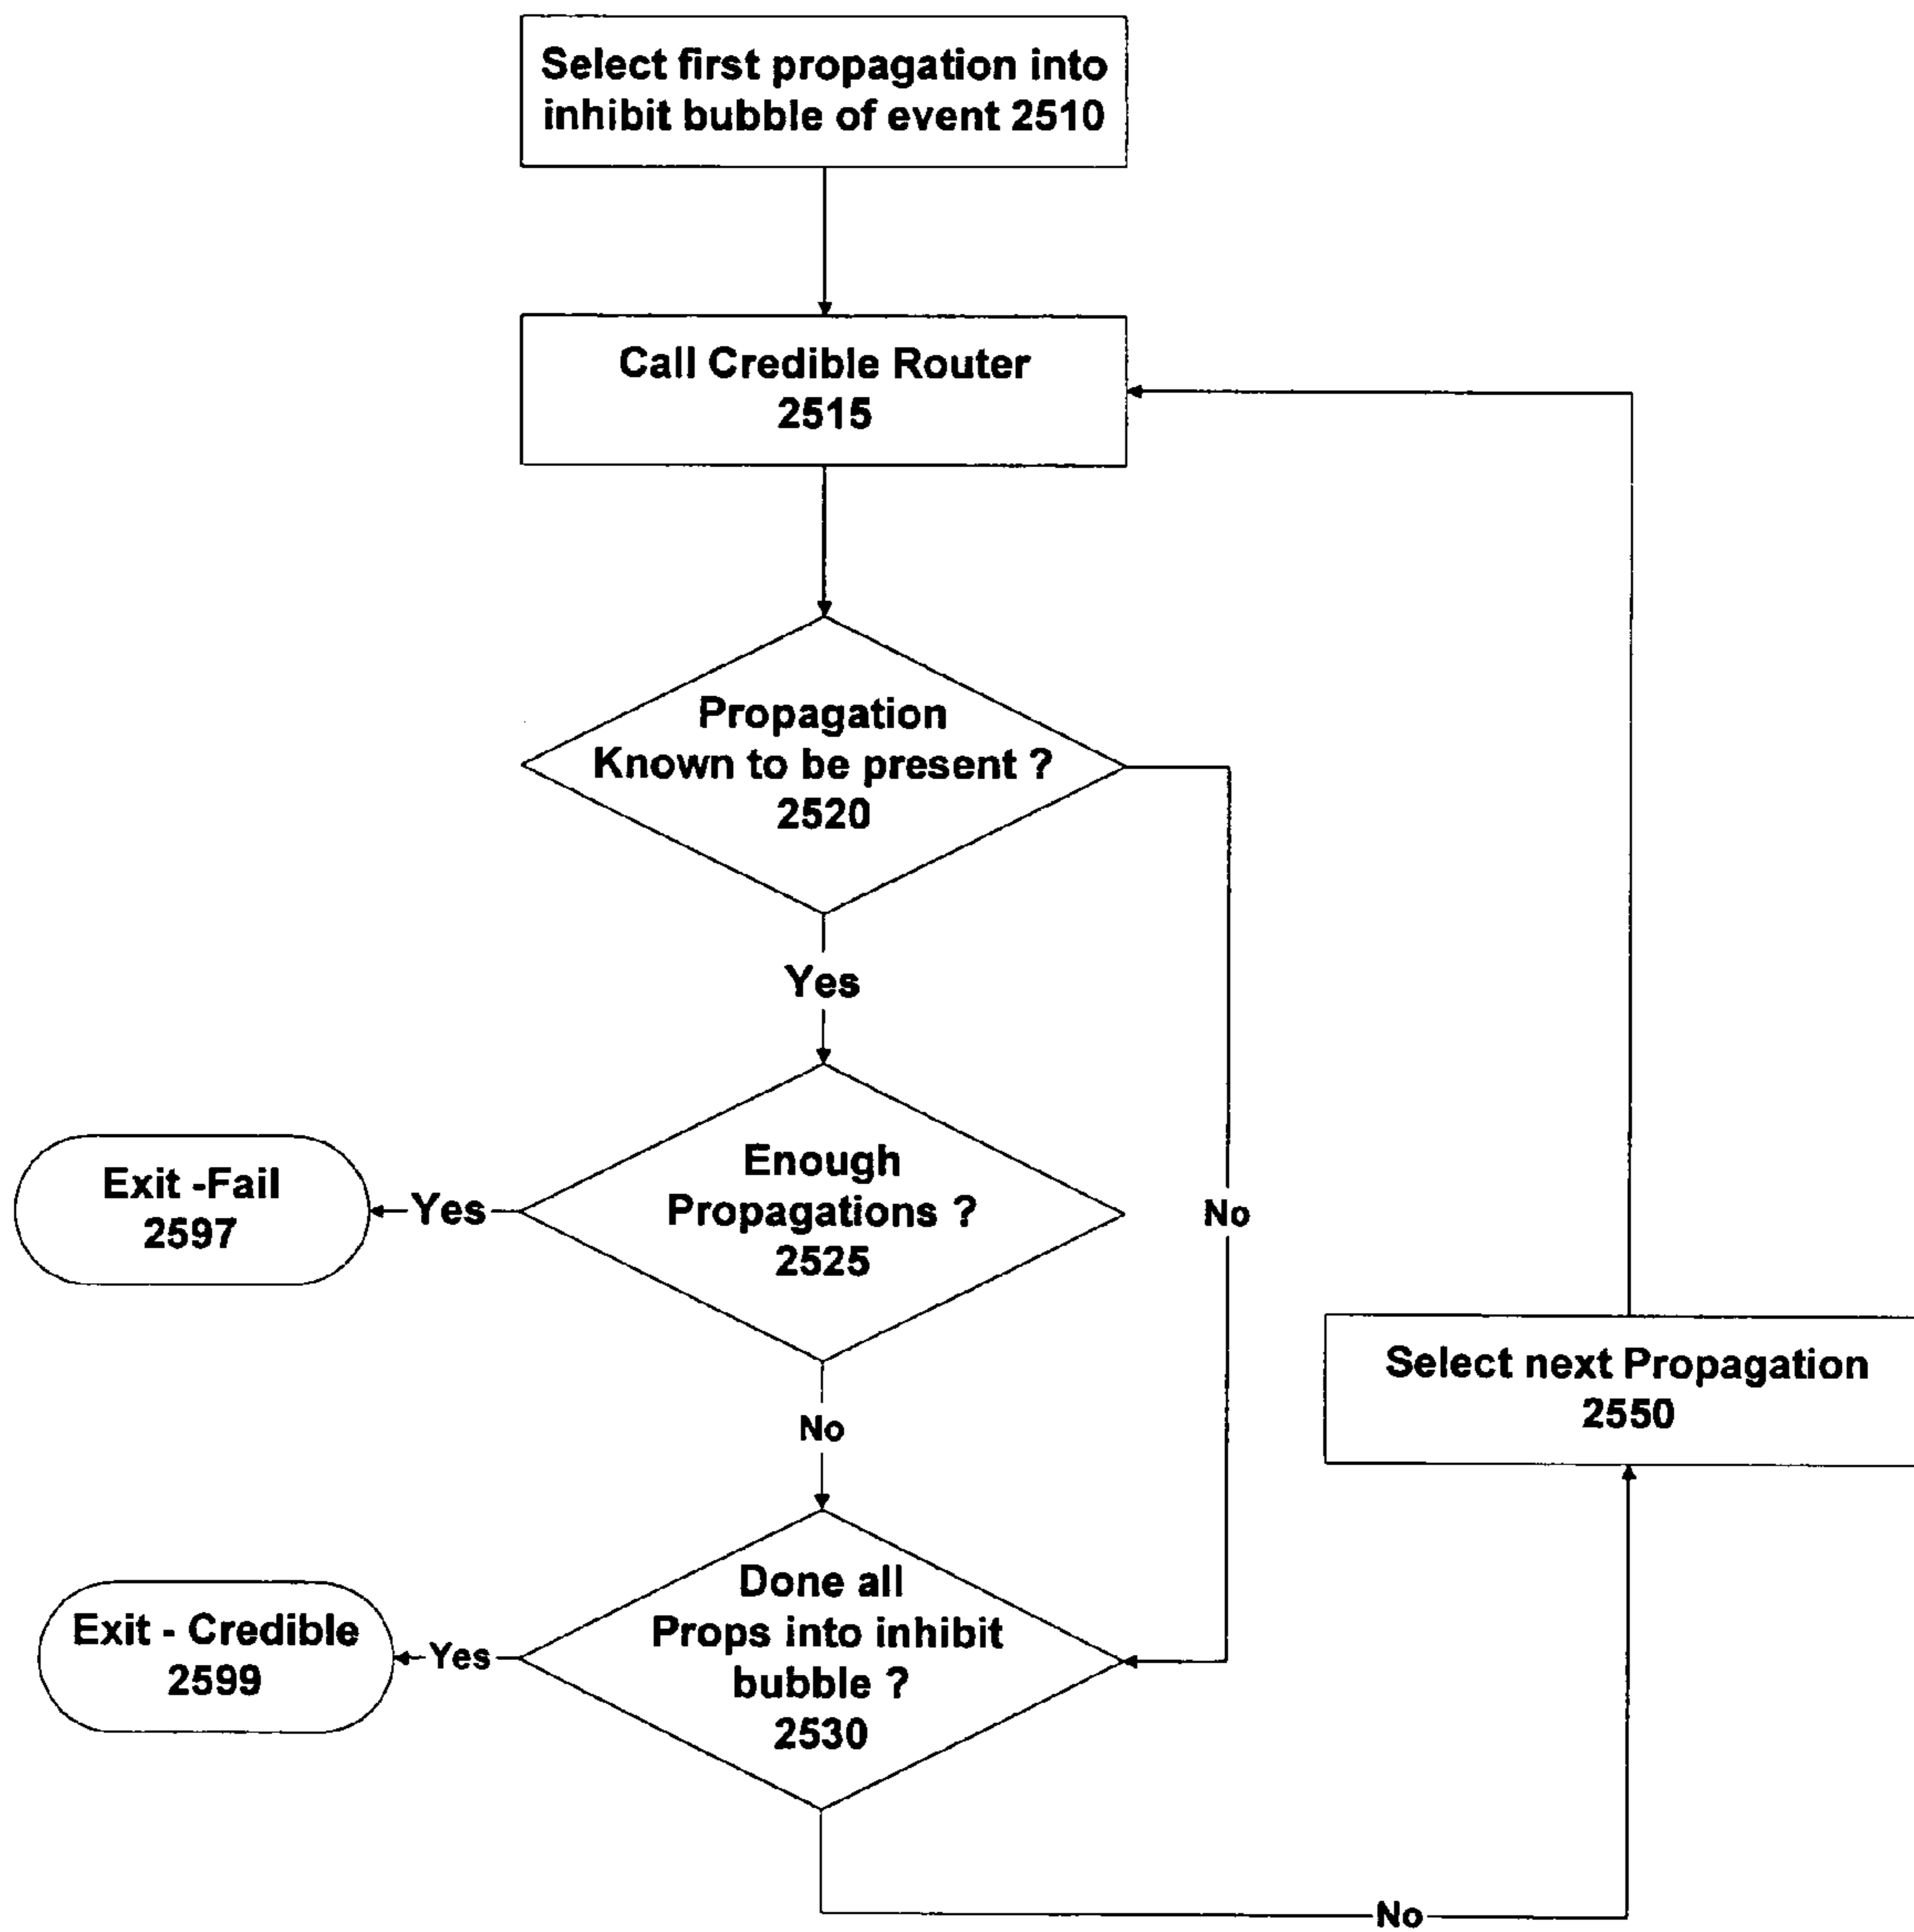 Select first propagation into
inhibit bubble of event 2510
Call Credible Router
2515
Propagation
Known to be present ?
2520
Yes
Enough
Propagations ?
2525
Yes
Exit -Fail
2597
No
No
Select next Propagation
2550
Done all
Props into inhibit
bubble ?
2530
Yes
Exit - Credible
2599
No